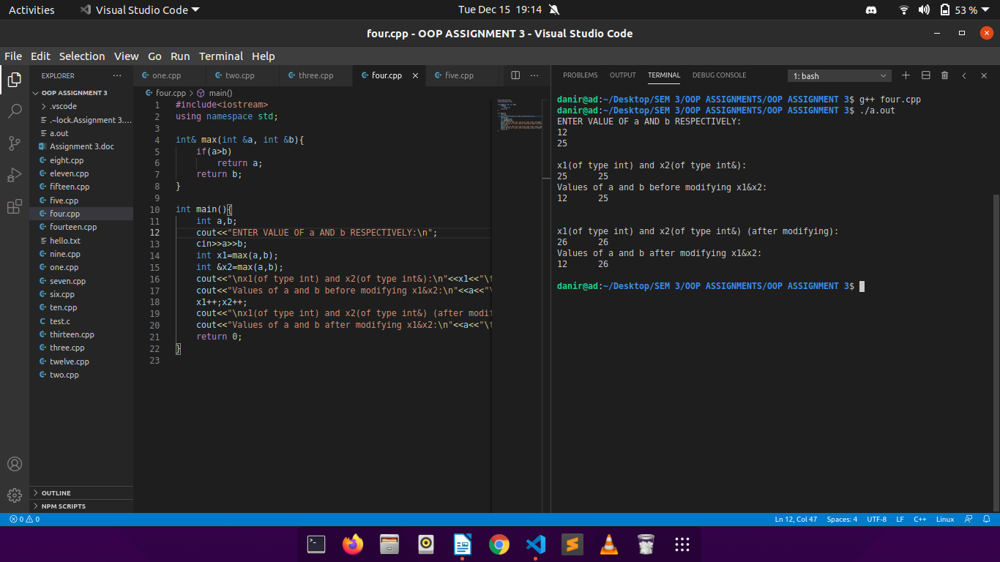 Activities Visual Studio Code Tue Dec 15 19:14 53 %
four.cpp - OOP ASSIGNMENT 3 - Visual Studio Code
File Edit Selection View Go Run Terminal Help
EXPLORER
OOP ASSIGNMENT 3
.vscode
.~lock.Assignment 3....
a.out
Assignment 3.doc
eight.cpp
eleven.cpp
fifteen.cpp
five.cpp
four.cpp
fourteen.cpp
hello.txt
nine.cpp
one.cpp
seven.cpp
six.cpp
ten.cpp
test.c
thirteen.cpp
three.cpp
twelve.cpp
two.cpp
OUTLINE
NPM SCRIPTS
one.cpp two.cpp three.cpp four.cpp five.cpp
four.cpp > main()
1 #include<iostream>
2 using namespace std;
3
4 int& max(int &a, int &b){
5 if(a>b)
6 return a;
7 return b;
8 }
9
10 int main(){
11 int a,b;
12 cout<<"ENTER VALUE OF a AND b RESPECTIVELY:\n";
13 cin>>a>>b;
14 int x1=max(a,b);
15 int &x2=max(a,b);
16 cout<<"\nx1(of type int) and x2(of type int&):\n"<<x1<<"\t
17 cout<<"Values of a and b before modifying x1&x2:\n"<<a<<"\
18 x1++;x2++;
19 cout<<"\nx1(of type int) and x2(of type int&) (after modif
20 cout<<"Values of a and b after modifying x1&x2:\n"<<a<<"\t
21 return 0;
22 }
23
PROBLEMS OUTPUT TERMINAL DEBUG CONSOLE 1: bash
danir@ad:~/Desktop/SEM 3/OOP ASSIGNMENTS/OOP ASSIGNMENT 3$ g++ four.cpp
danir@ad:~/Desktop/SEM 3/OOP ASSIGNMENTS/OOP ASSIGNMENT 3$ ./a.out
ENTER VALUE OF a AND b RESPECTIVELY:
12
25
x1(of type int) and x2(of type int&):
25 25
Values of a and b before modifying x1&x2:
12 25
x1(of type int) and x2(of type int&) (after modifying):
26 26
Values of a and b after modifying x1&x2:
12 26
danir@ad:~/Desktop/SEM 3/OOP ASSIGNMENTS/OOP ASSIGNMENT 3$
0 0 Ln 12, Col 47 Spaces: 4 UTF-8 LF C++ Linux